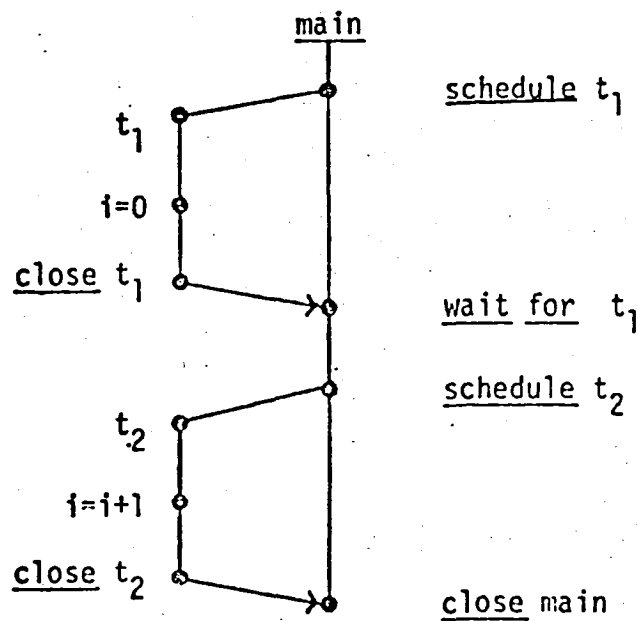 main
schedule t₁
t₁
i=0
close t₁
wait for t₁
schedule t₂
t₂
i=i+1
close t₂
close main